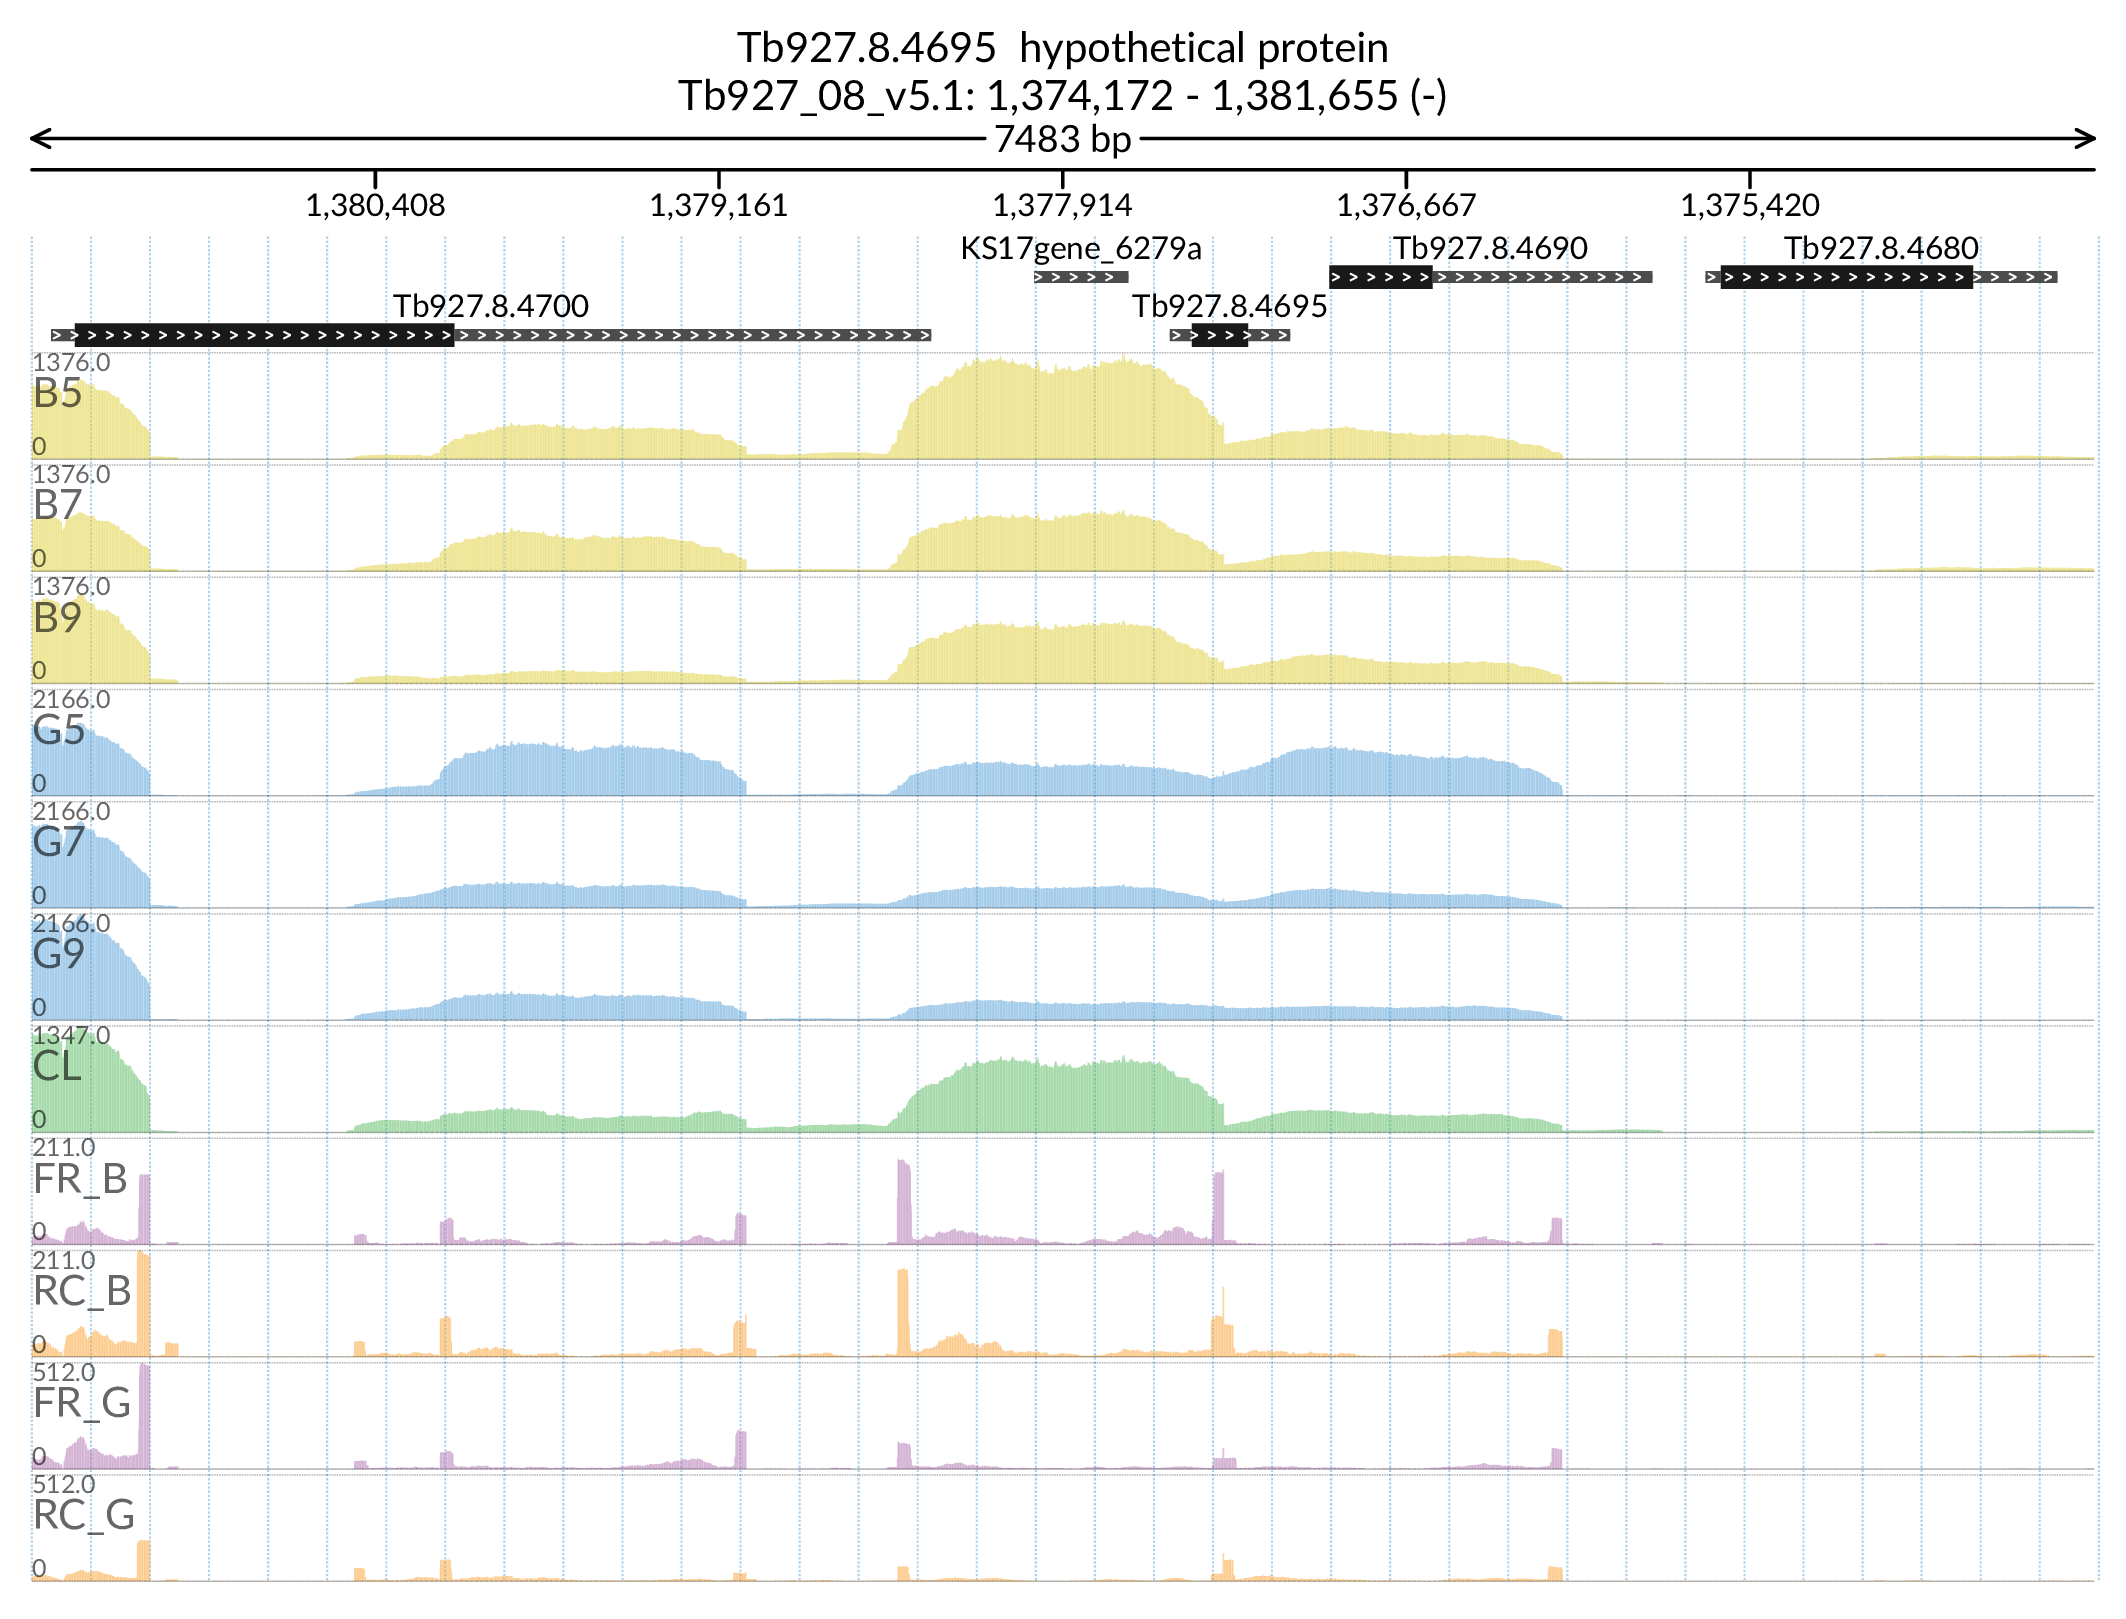 Tb927.8.4695  hypothetical protein
Tb927_08_v5.1: 1,374,172 - 1,381,655 (-)
7483 bp
1,380,408 1,379,161 1,377,914 1,376,667 1,375,420
KS17gene_6279a Tb927.8.4690 Tb927.8.4680
Tb927.8.4700 Tb927.8.4695
1376.0
B5
0
1376.0
B7
0
1376.0
B9
0
2166.0
G5
0
2166.0
G7
0
2166.0
G9
0
1347.0
CL
0
211.0
FR_B
0
211.0
RC_B
0
512.0
FR_G
0
512.0
RC_G
0